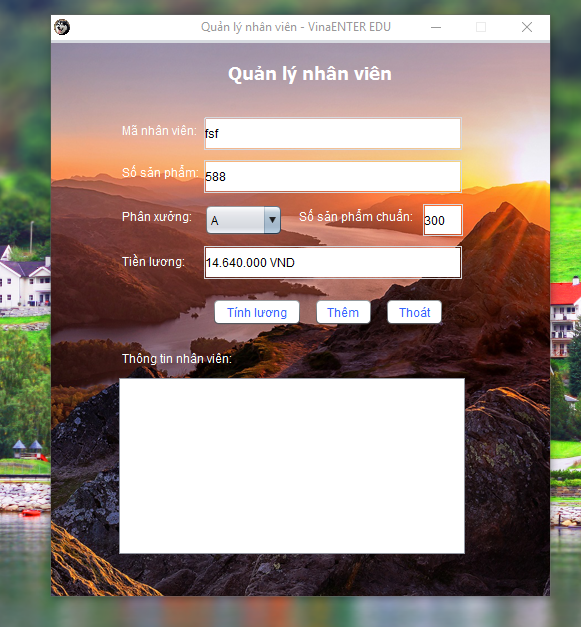 Quản lý nhân viên - VinaENTER EDU
Quản lý nhân viên
Mã nhân viên: fsf
Số sản phẩm: 588
Phân xưởng: A Số sản phẩm chuẩn: 300
Tiền lương: 14.640.000 VND
Tính lương Thêm Thoát
Thông tin nhân viên: